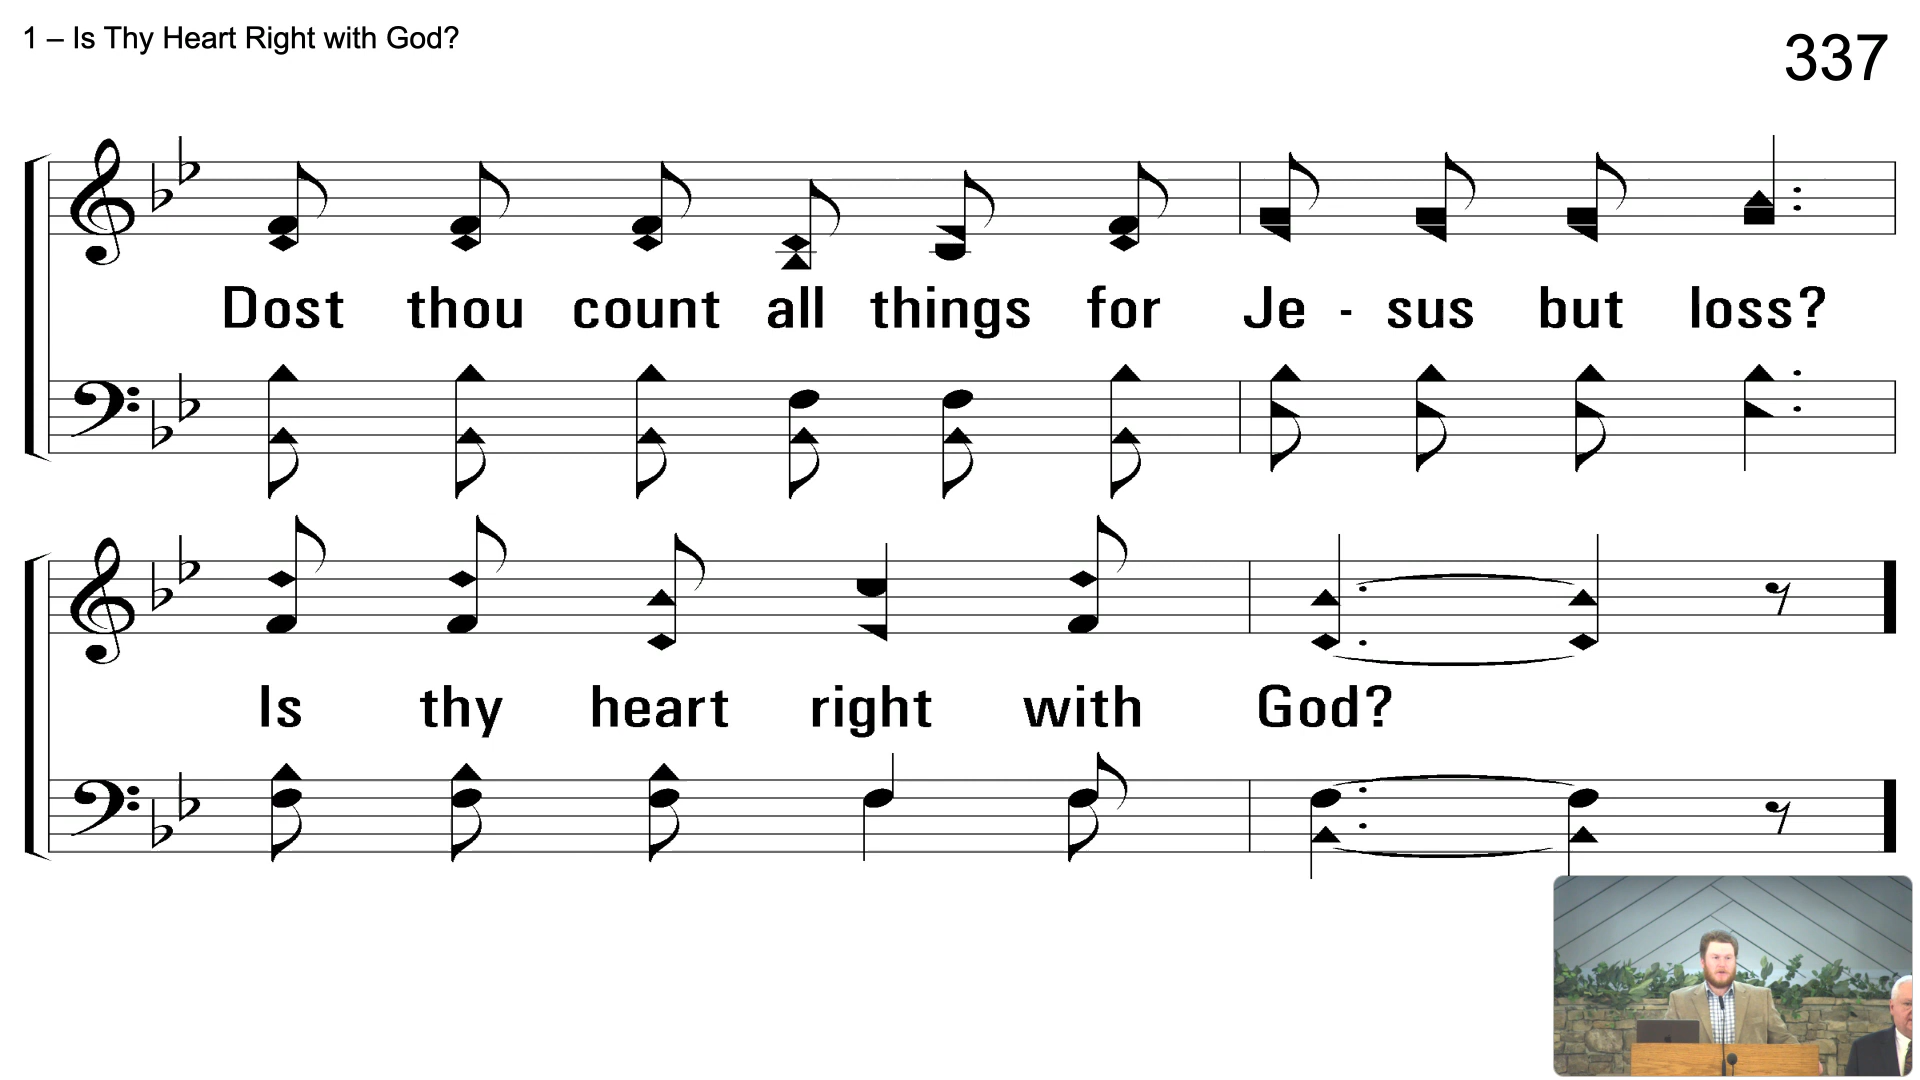 1 – Is Thy Heart Right with God?
337
Dost thou count all things for Je - sus but loss?
Is thy heart right with God?